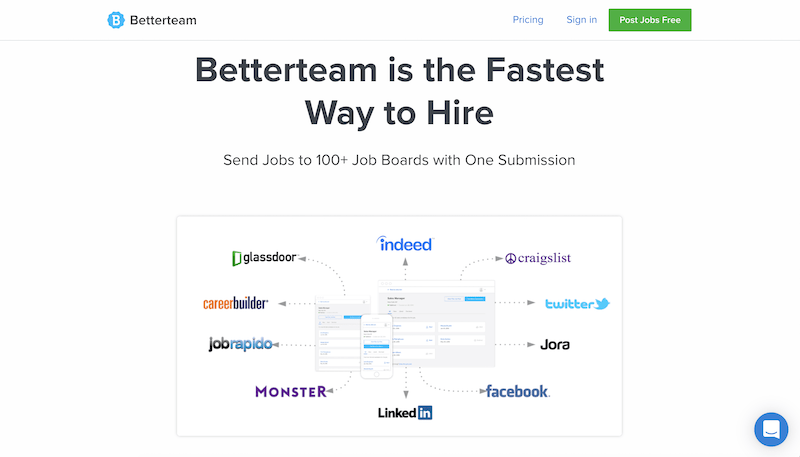 Betterteam
Pricing
Sign in
Post Jobs Free
Betterteam is the Fastest
Way to Hire
Send Jobs to 100+ Job Boards with One Submission
indeed
glassdoor
craigslist
careerbuilder
twitter
jobrapido
Jora
MONSTER
facebook
LinkedIn